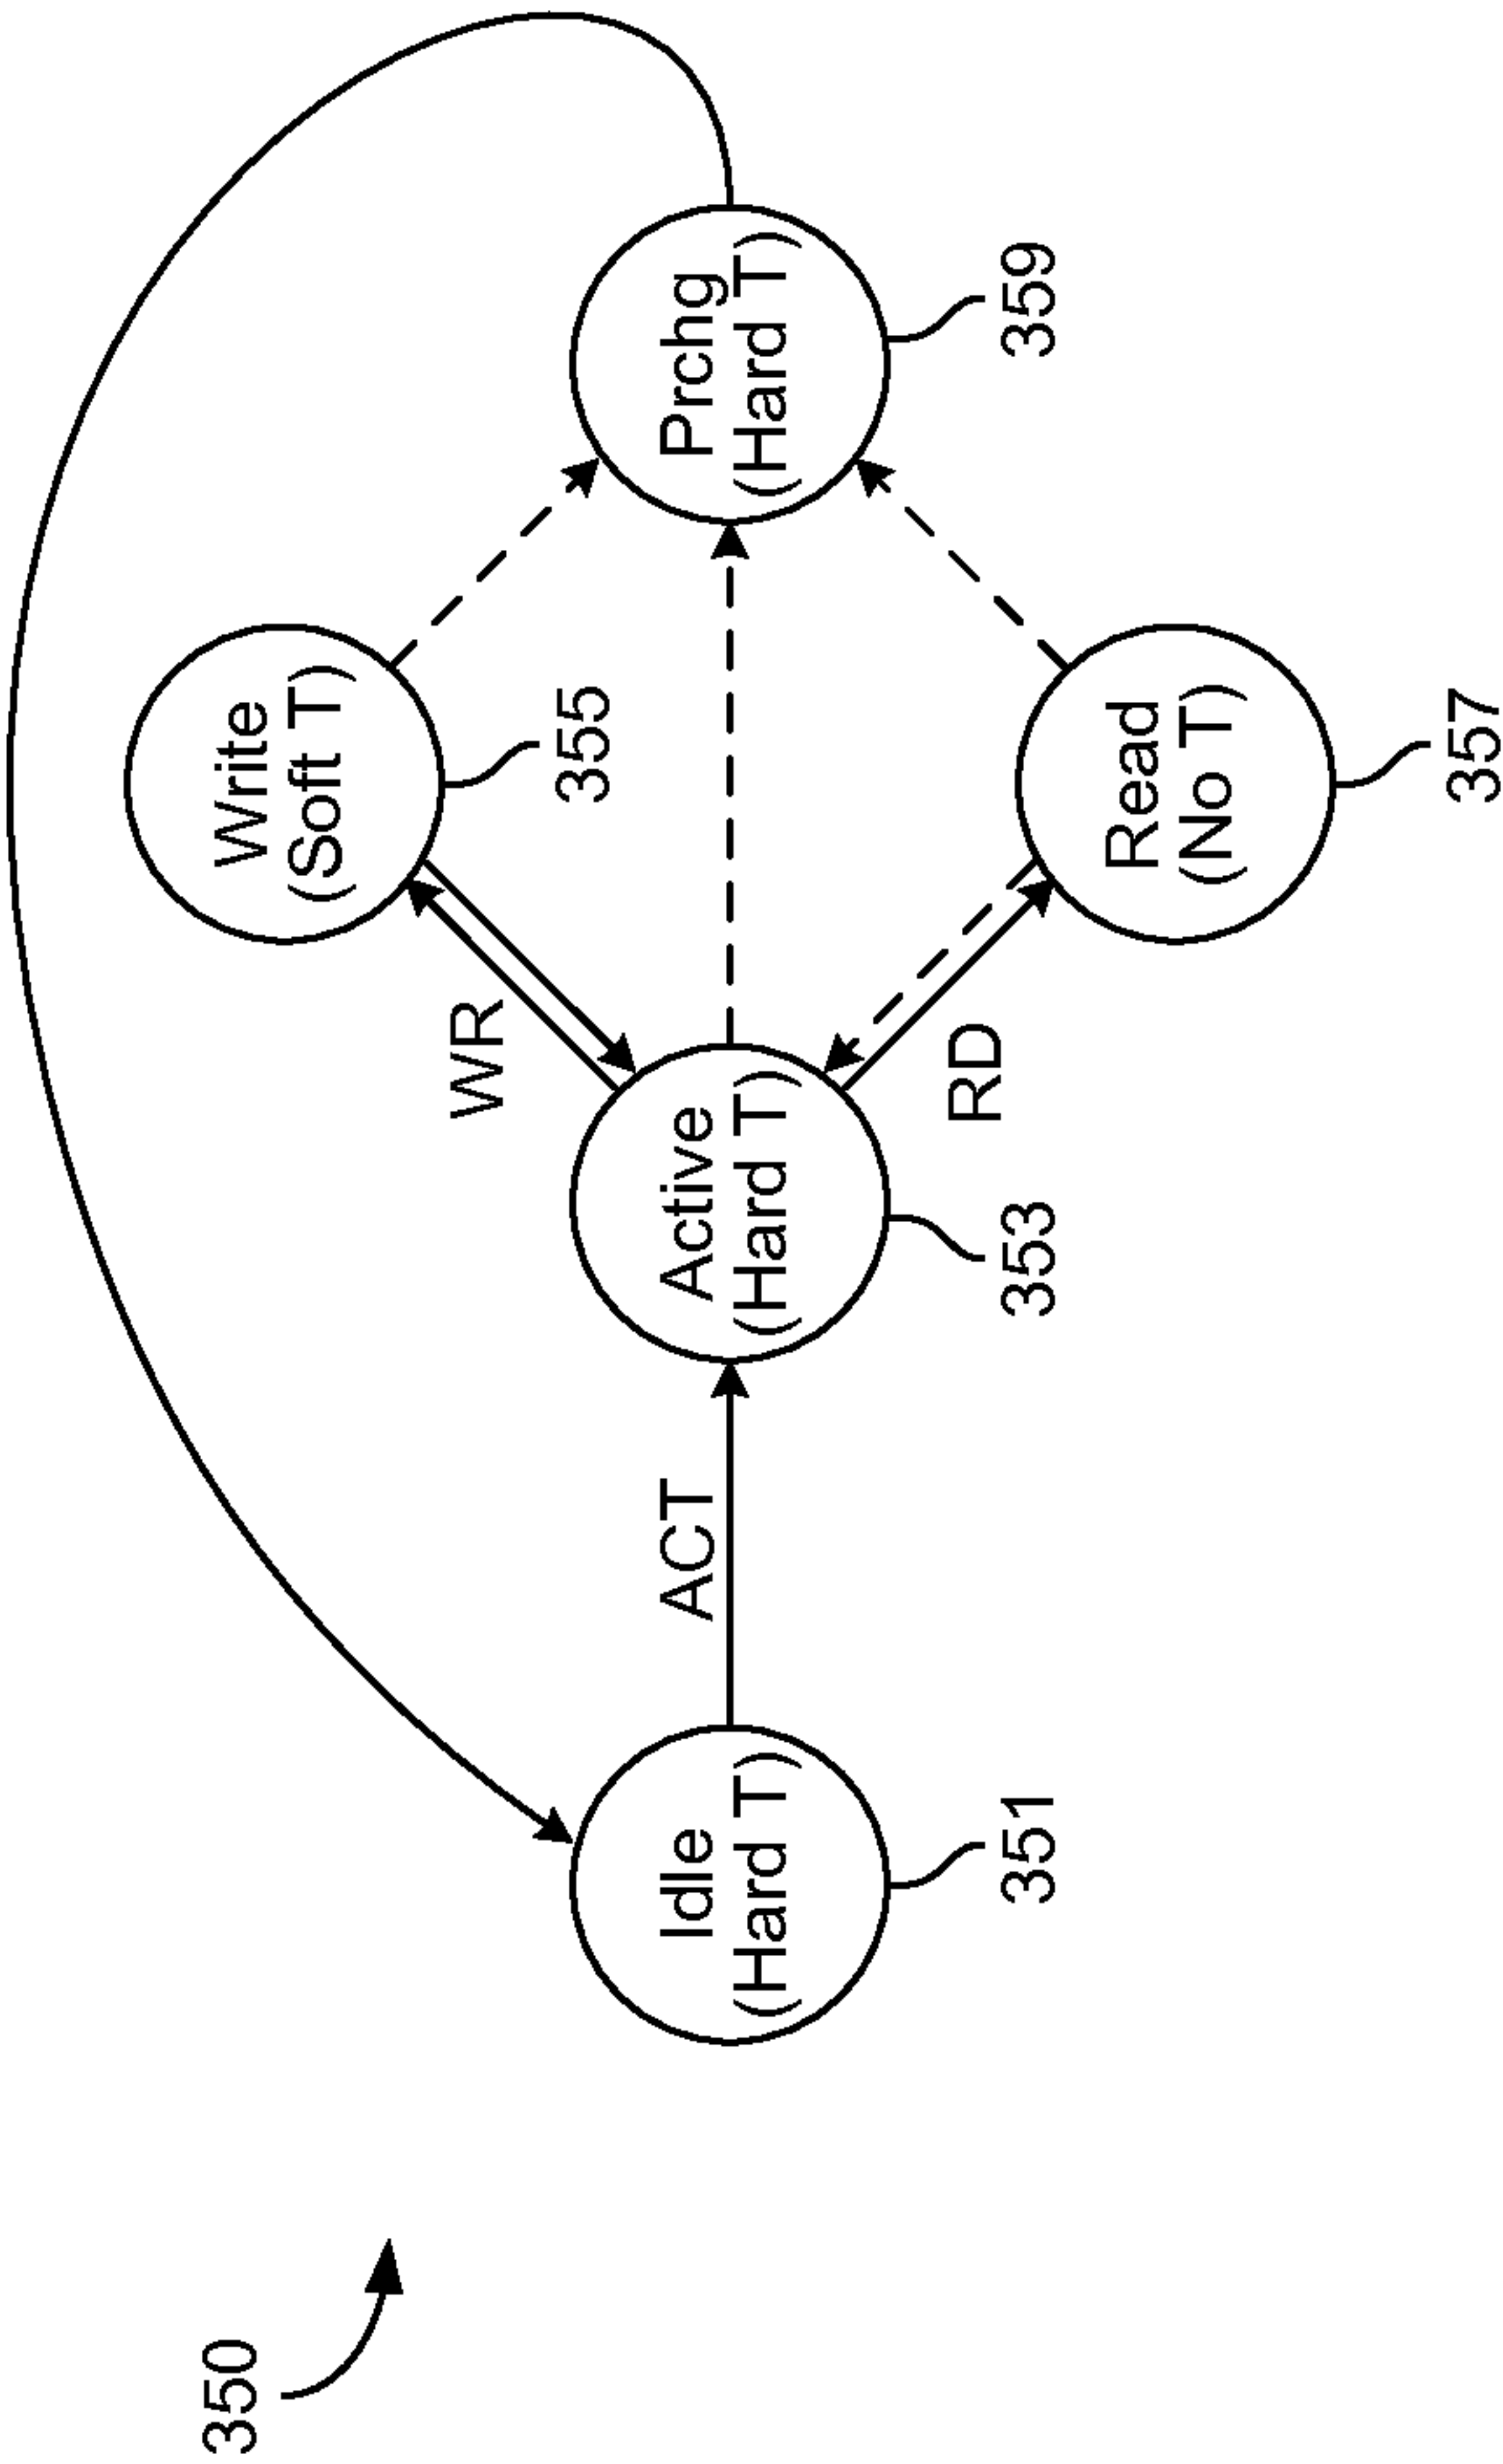 350
Write
(Soft T)
355
WR
Idle
(Hard T)
351
ACT
Active
(Hard T)
353
Prchg
(Hard T)
359
RD
Read
(No T)
357